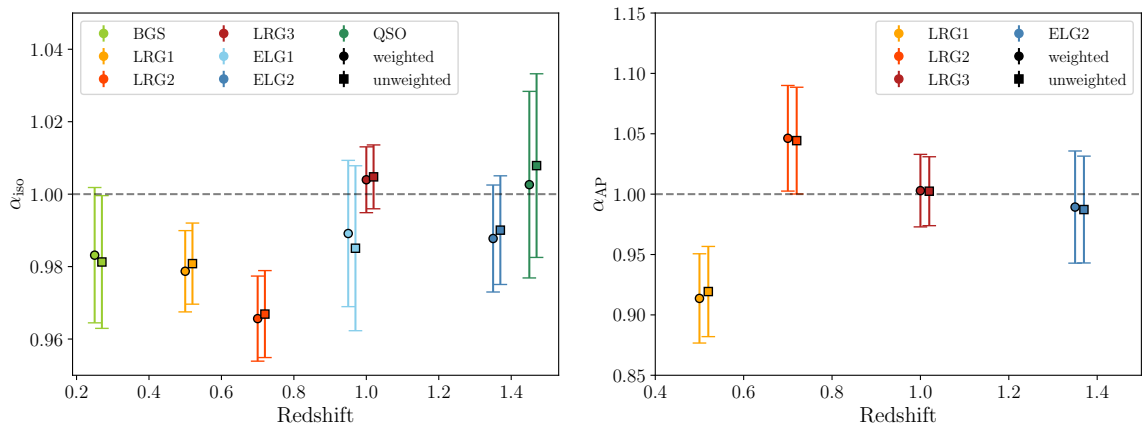 BGS LRG3 QSO
LRG1 ELG1 weighted
LRG2 ELG2 unweighted
1.04
1.02
1.00
0.98
0.96
α_iso
0.2 0.4 0.6 0.8 1.0 1.2 1.4
Redshift
LRG1 ELG2
LRG2 weighted
LRG3 unweighted
1.15
1.10
1.05
1.00
0.95
0.90
0.85
α_AP
0.4 0.6 0.8 1.0 1.2 1.4
Redshift